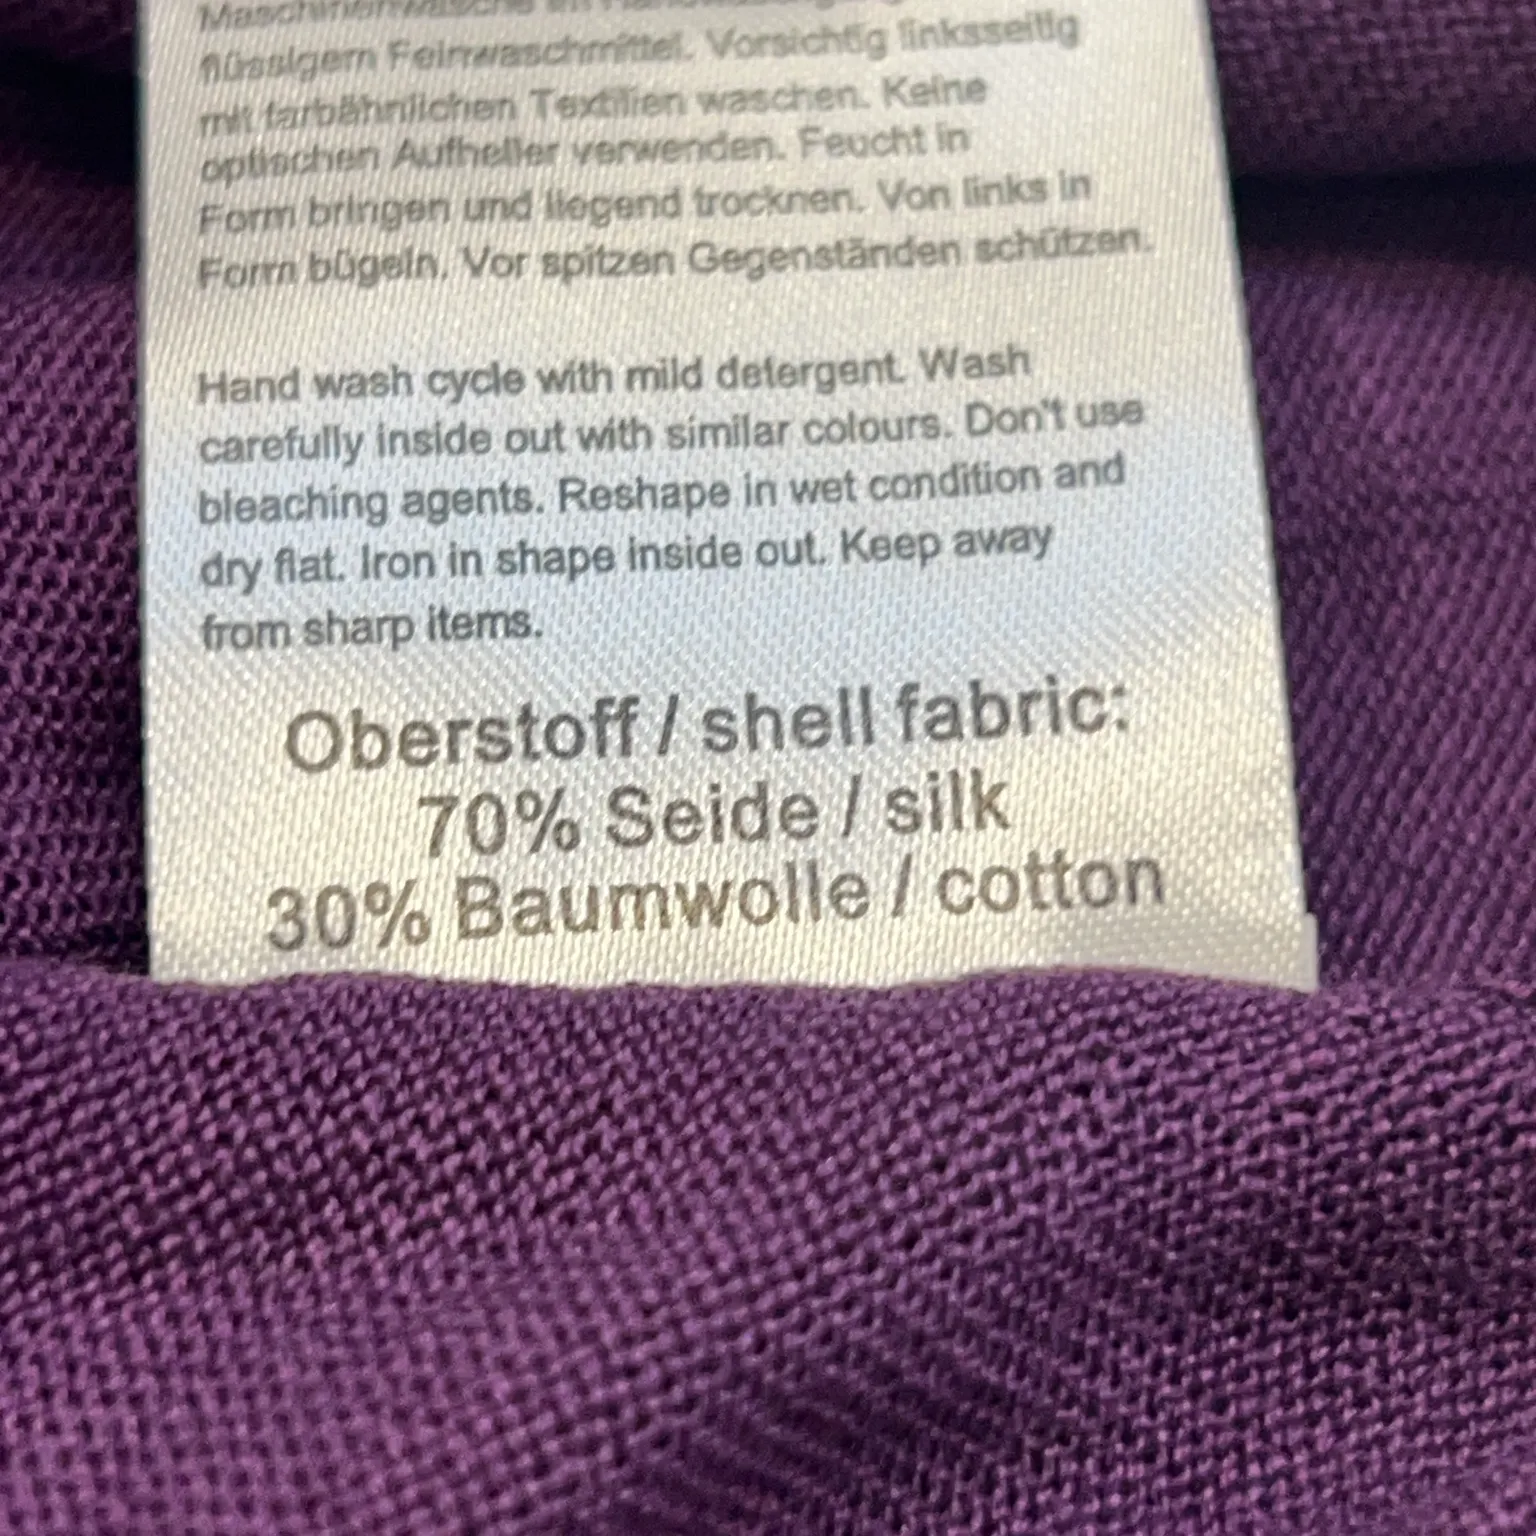 Maschinenwäsche im
flüssigem Feinwaschmittel. Vorsichtig linksseitig
mit farbähnlichen Textilien waschen. Keine
optischen Aufheller verwenden. Feucht in
Form bringen und liegend trocknen. Von links in
Form bügeln. Vor spitzen Gegenständen schützen.
Hand wash cycle with mild detergent. Wash
carefully inside out with similar colours. Don't use
bleaching agents. Reshape in wet condition and
dry flat. Iron in shape inside out. Keep away
from sharp items.
Oberstoff / shell fabric:
70% Seide / silk
30% Baumwolle / cotton